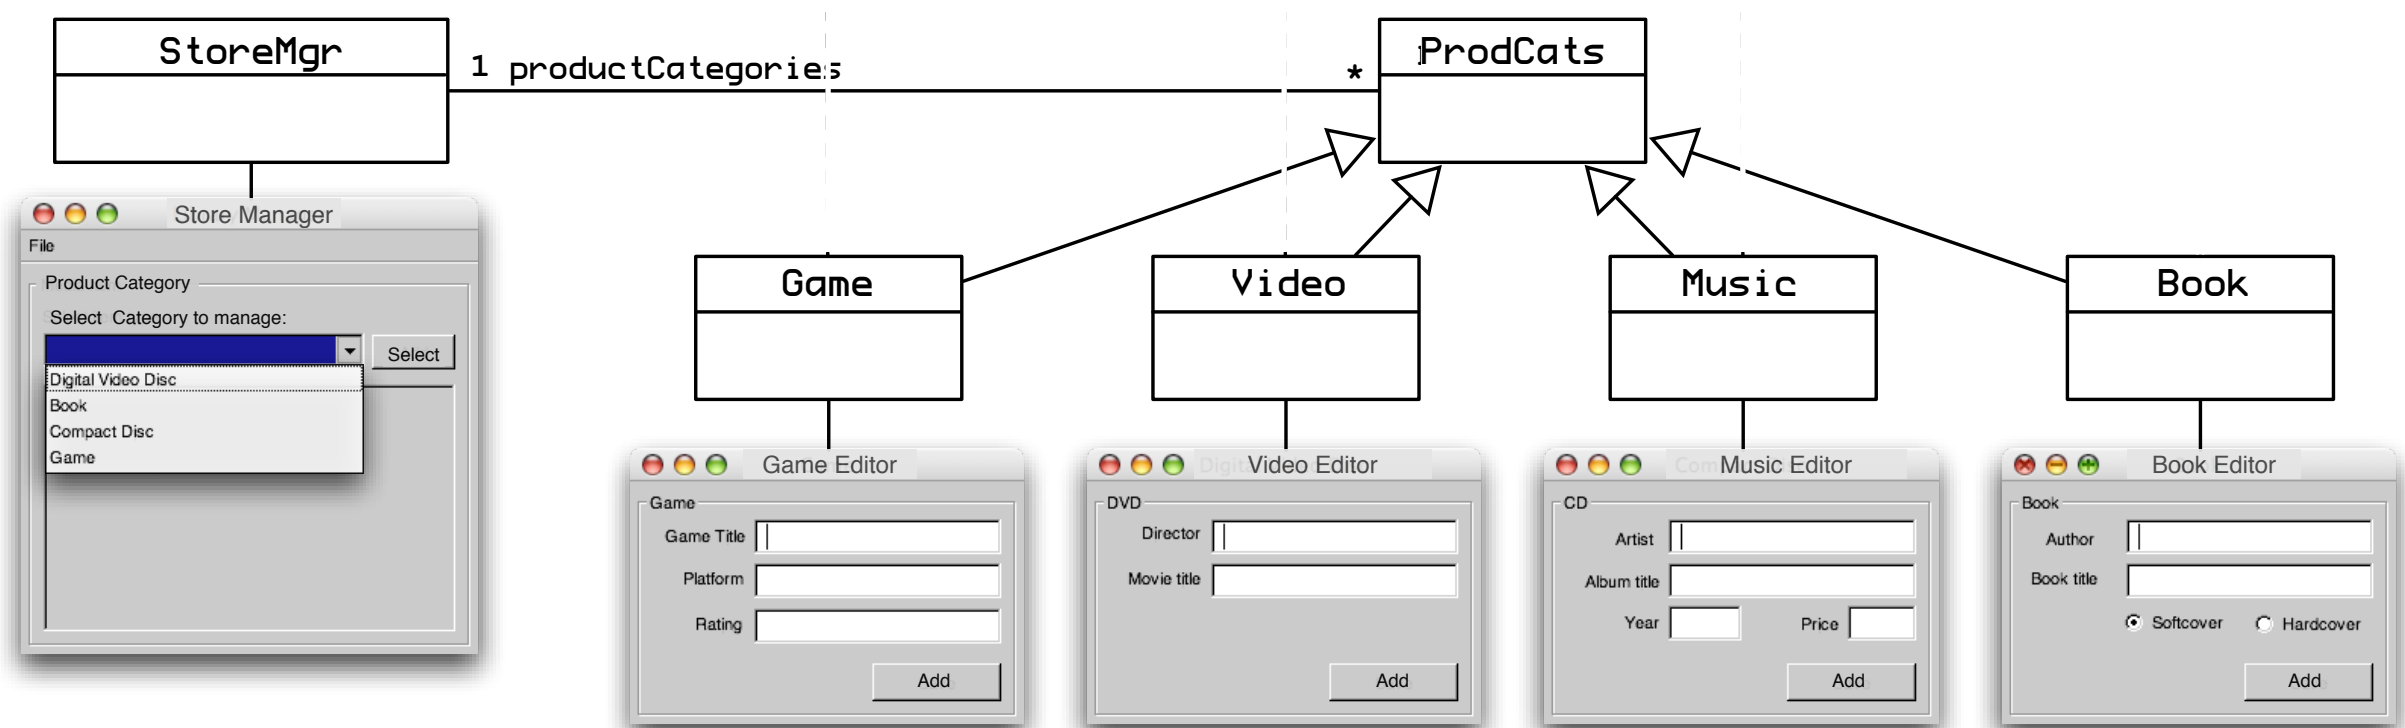 StoreMgr
1 productCategories *
ProdCats
Game
Video
Music
Book
Store Manager
File
Product Category
Select Category to manage:
Select
Digital Video Disc
Book
Compact Disc
Game
Game Editor
Game
Game Title
Platform
Rating
Add
Video Editor
DVD
Director
Movie title
Add
Music Editor
CD
Artist
Album title
Year
Price
Add
Book Editor
Book
Author
Book title
Softcover
Hardcover
Add